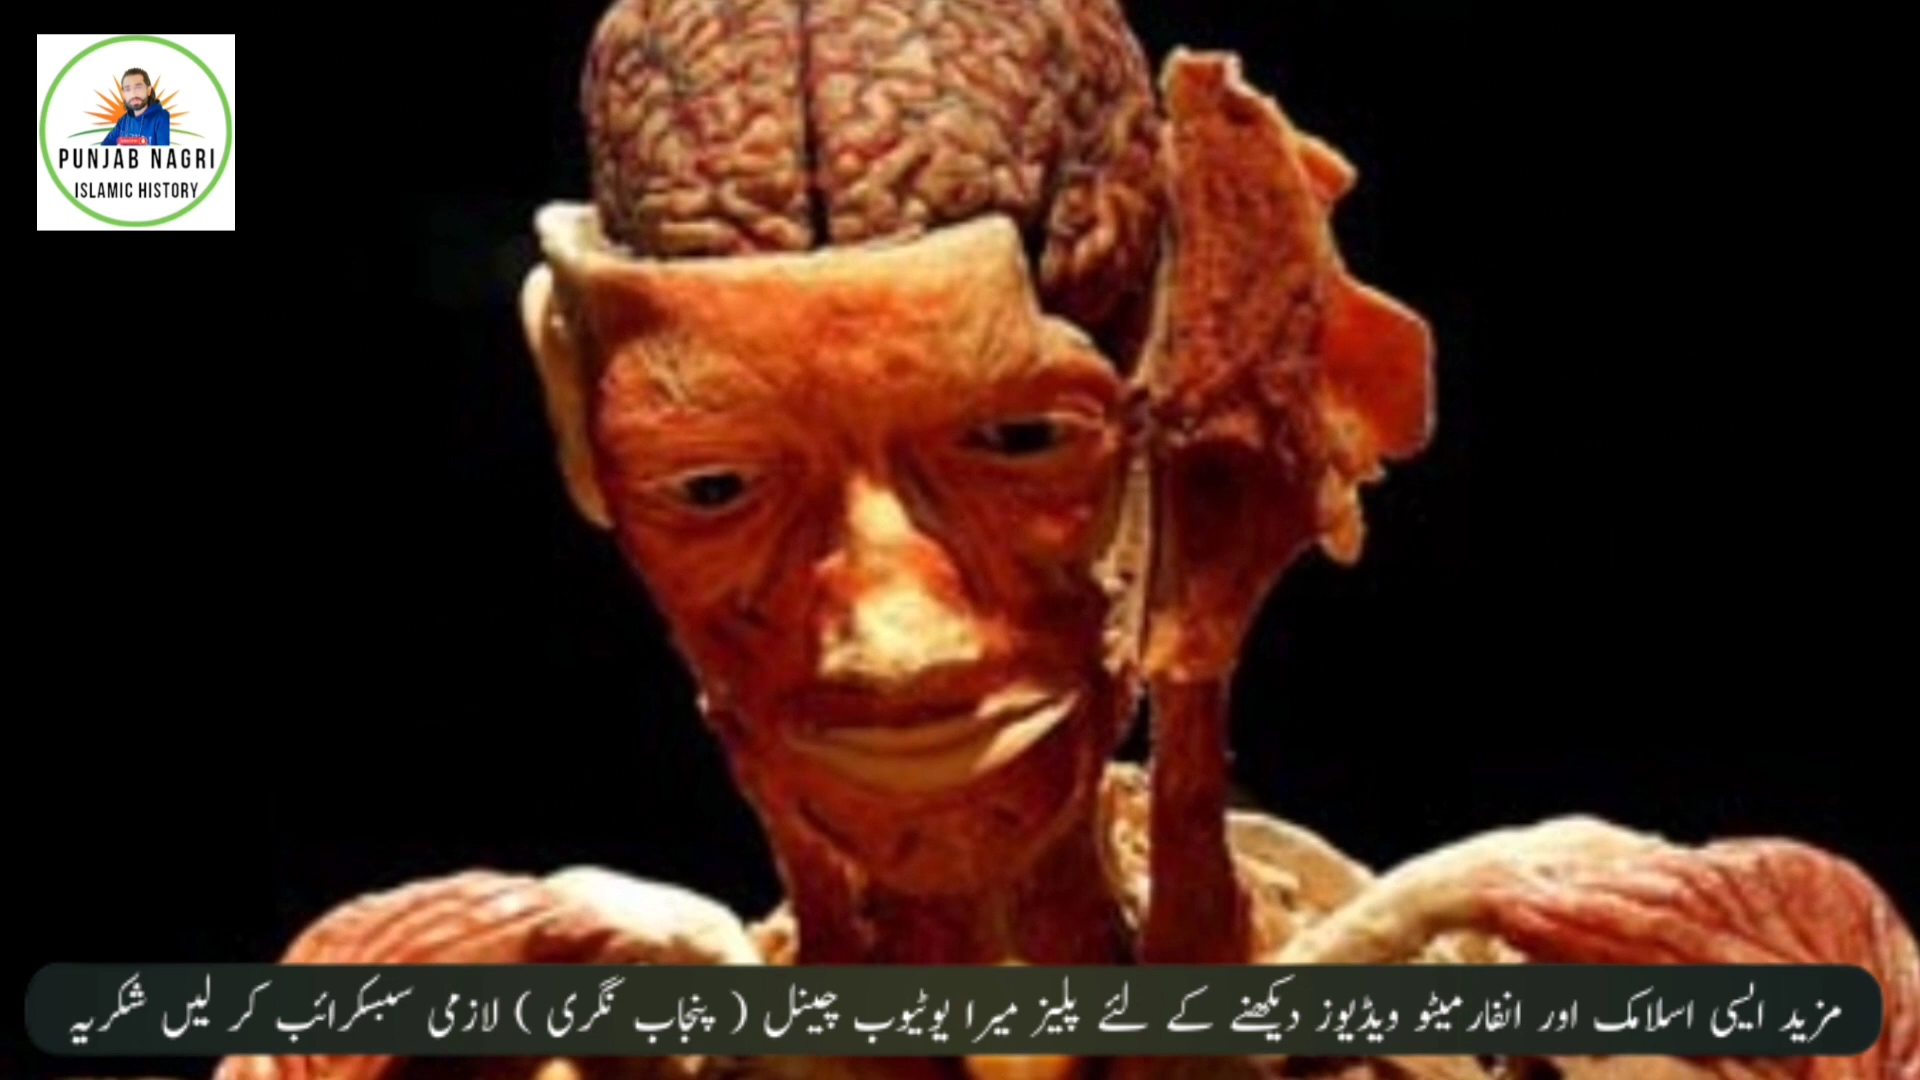 PUNJAB NAGRI
ISLAMIC HISTORY
مزید ایسی اسلامک اور انفارمیٹو ویڈیوز دیکھنے کے لئے پلیز میرا یوٹیوب چینل ( پنجاب نگری ) لازمی سبسکرائب کر لیں شکریہ